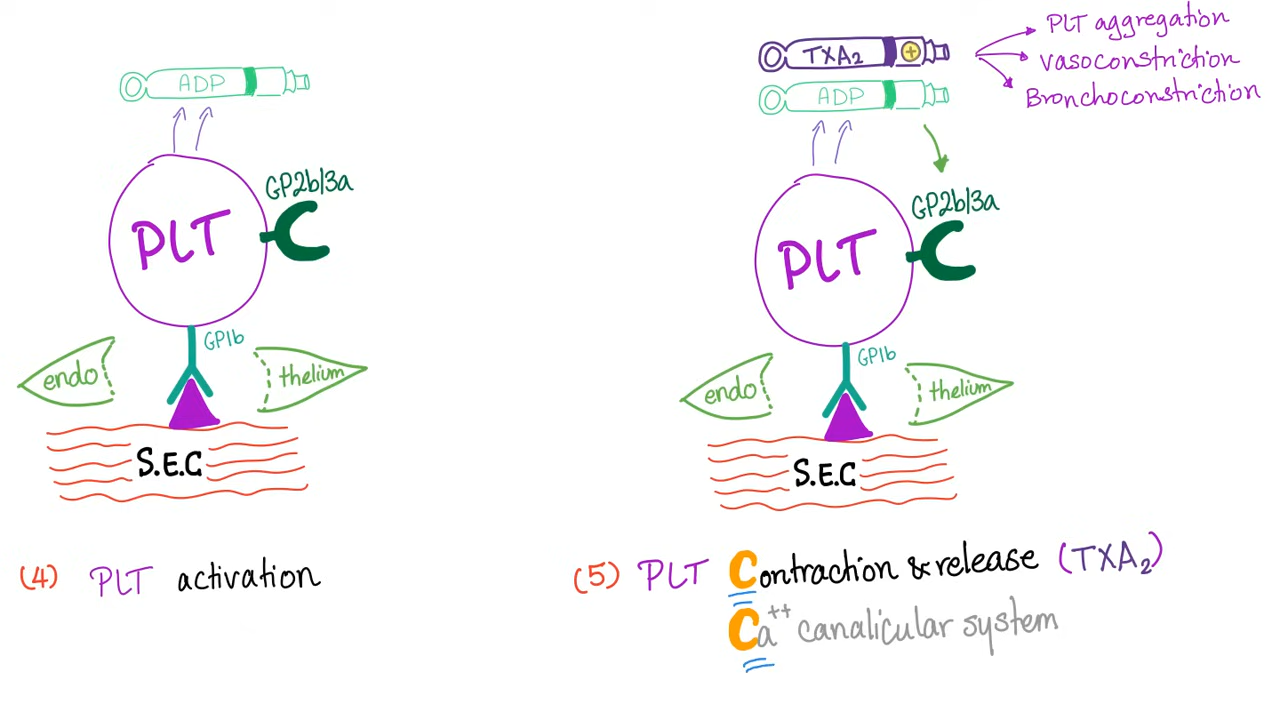 ADP
GP2b/3a
PLT
GP1b
endo
thelium
S.E.C
(4) PLT activation
TXA2
PLT aggregation
vasoconstriction
Bronchoconstriction
ADP
GP2b/3a
PLT
GP1b
endo
thelium
S.E.C
(5) PLT Contraction & release (TXA2)
Ca++ canalicular system